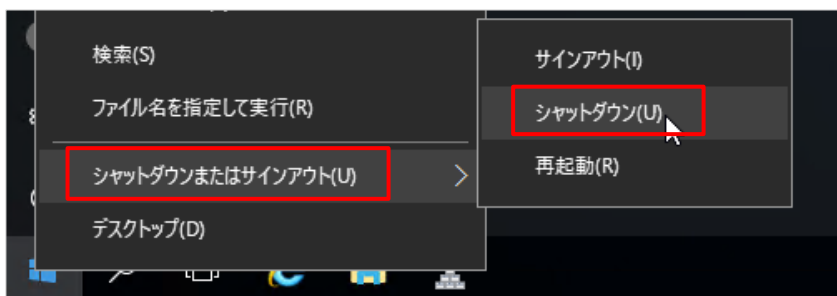 検索(S)
ファイル名を指定して実行(R)
シャットダウンまたはサインアウト(U)
デスクトップ(D)
サインアウト(I)
シャットダウン(U)
再起動(R)